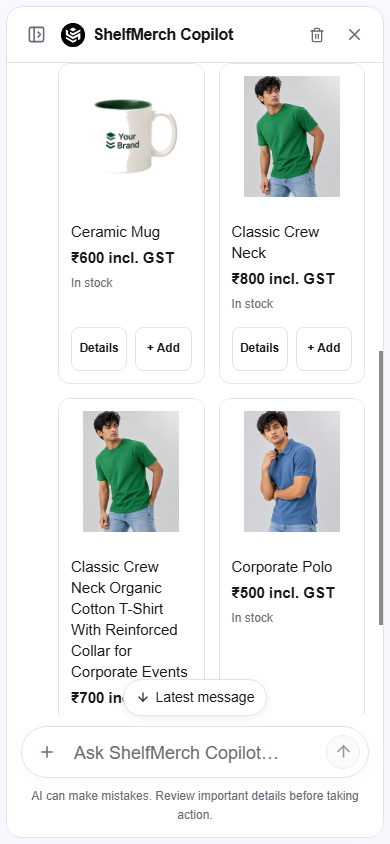 ShelfMerch Copilot
Your
Brand
Ceramic Mug
₹600 incl. GST
In stock
Details
+ Add
Classic Crew
Neck
₹800 incl. GST
In stock
Details
+ Add
Classic Crew
Neck Organic
Cotton T-Shirt
With Reinforced
Collar for
Corporate Events
₹700 in
Corporate Polo
₹500 incl. GST
In stock
Latest message
Ask ShelfMerch Copilot…
AI can make mistakes. Review important details before taking
action.